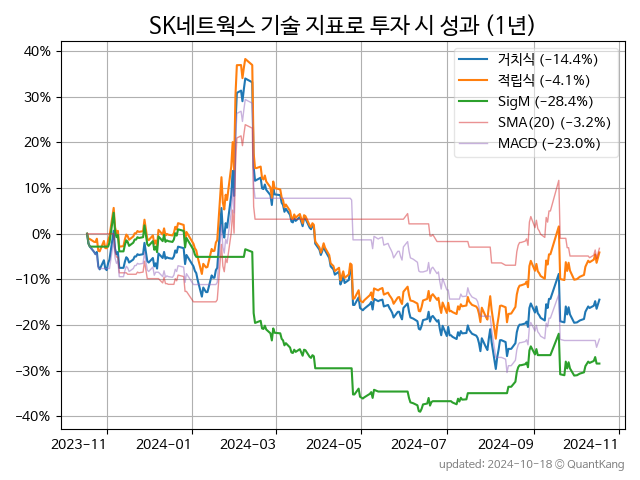 SK네트웍스 기술 지표로 투자 시 성과 (1년)
거치식 (−14.4%)
적립식 (−4.1%)
SigM (−28.4%)
SMA(20) (−3.2%)
MACD (−23.0%)
40%
30%
20%
10%
0%
−10%
−20%
−30%
−40%
2023-11 2024-01 2024-03 2024-05 2024-07 2024-09 2024-11
updated: 2024-10-18 © QuantKang